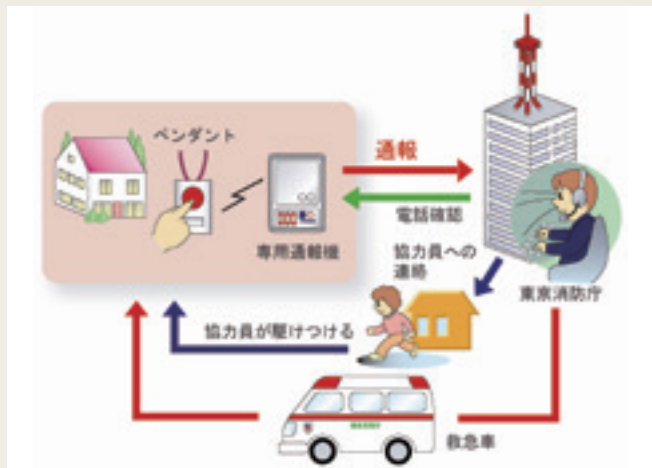 ペンダント
通報
電話確認
専用通報機
協力員への
連絡
東京消防庁
協力員が駆けつける
救急車